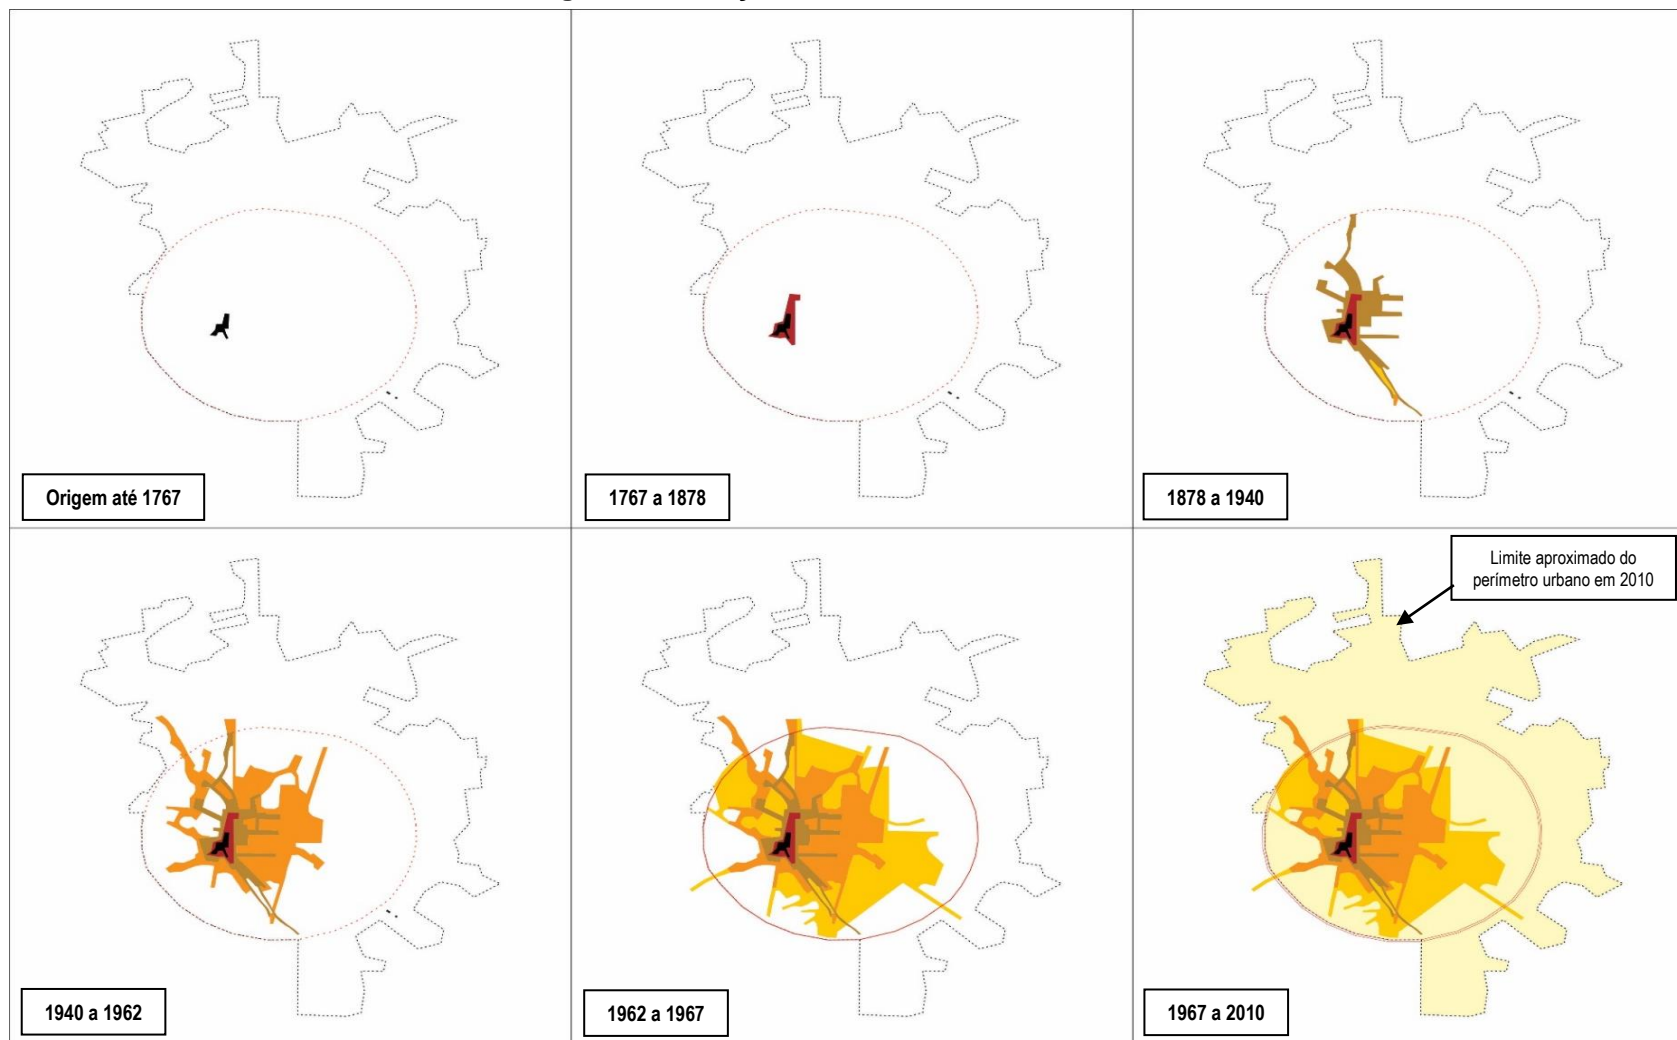 Origem até 1767
1767 a 1878
1878 a 1940
Limite aproximado do
perímetro urbano em 2010
1940 a 1962
1962 a 1967
1967 a 2010